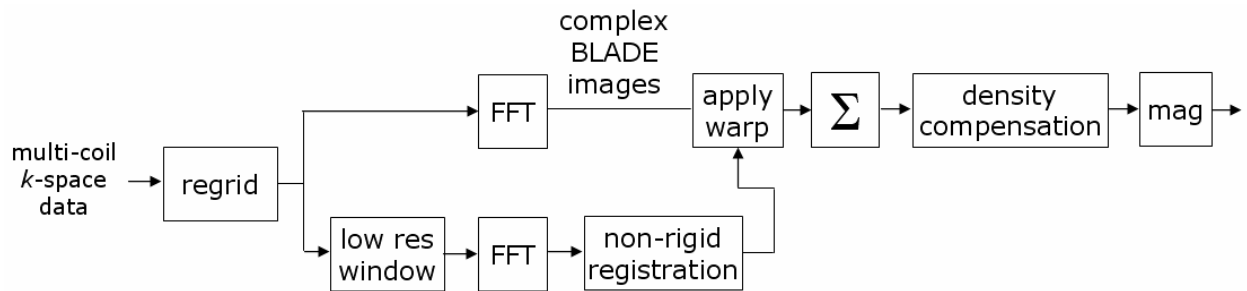 complex
BLADE
images
FFT
apply
warp
Σ
density
compensation
mag
multi-coil
k-space
data
regrid
low res
window
FFT
non-rigid
registration